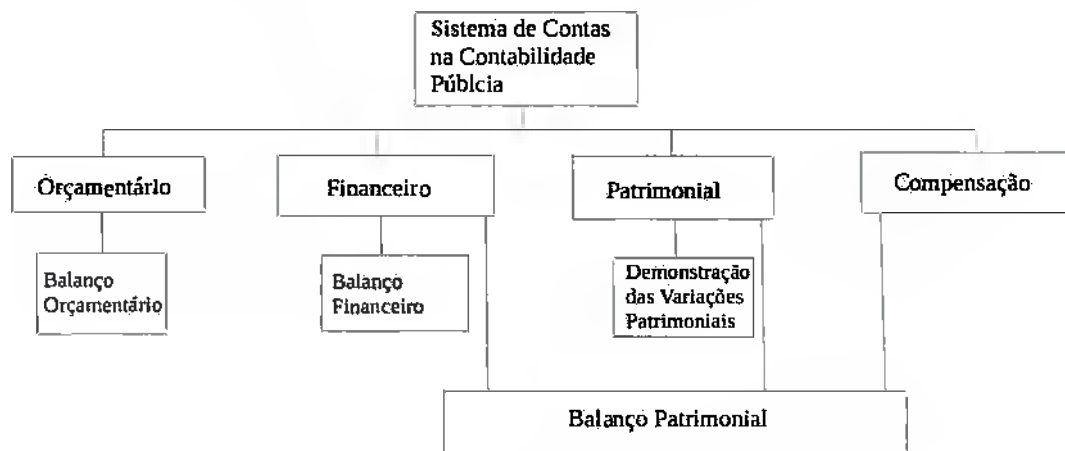 Sistema de Contas
na Contabilidade
Públcia
Orçamentário
Financeiro
Patrimonial
Compensação
Balanço
Orçamentário
Balanço
Financeiro
Demonstração
das Variações
Patrimoniais
Balanço Patrimonial